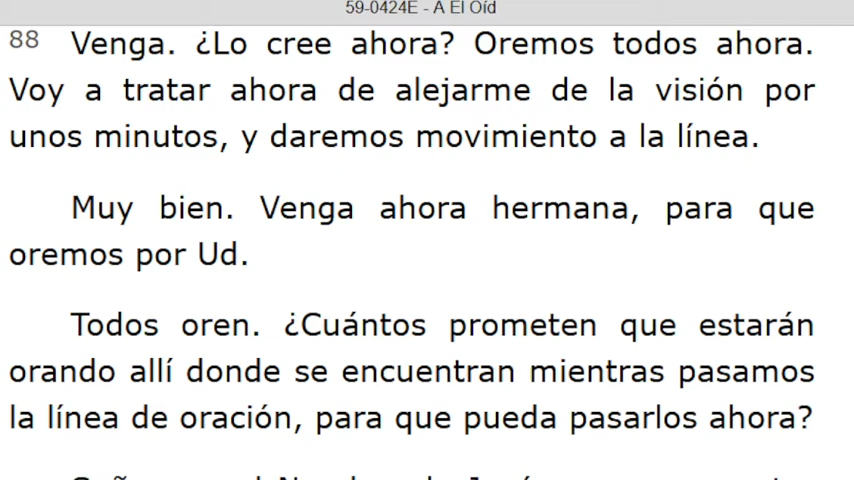 59-0424E - A El Oíd
88 Venga. ¿Lo cree ahora? Oremos todos ahora.
Voy a tratar ahora de alejarme de la visión por
unos minutos, y daremos movimiento a la línea.
Muy bien. Venga ahora hermana, para que
oremos por Ud.
Todos oren. ¿Cuántos prometen que estarán
orando allí donde se encuentran mientras pasamos
la línea de oración, para que pueda pasarlos ahora?